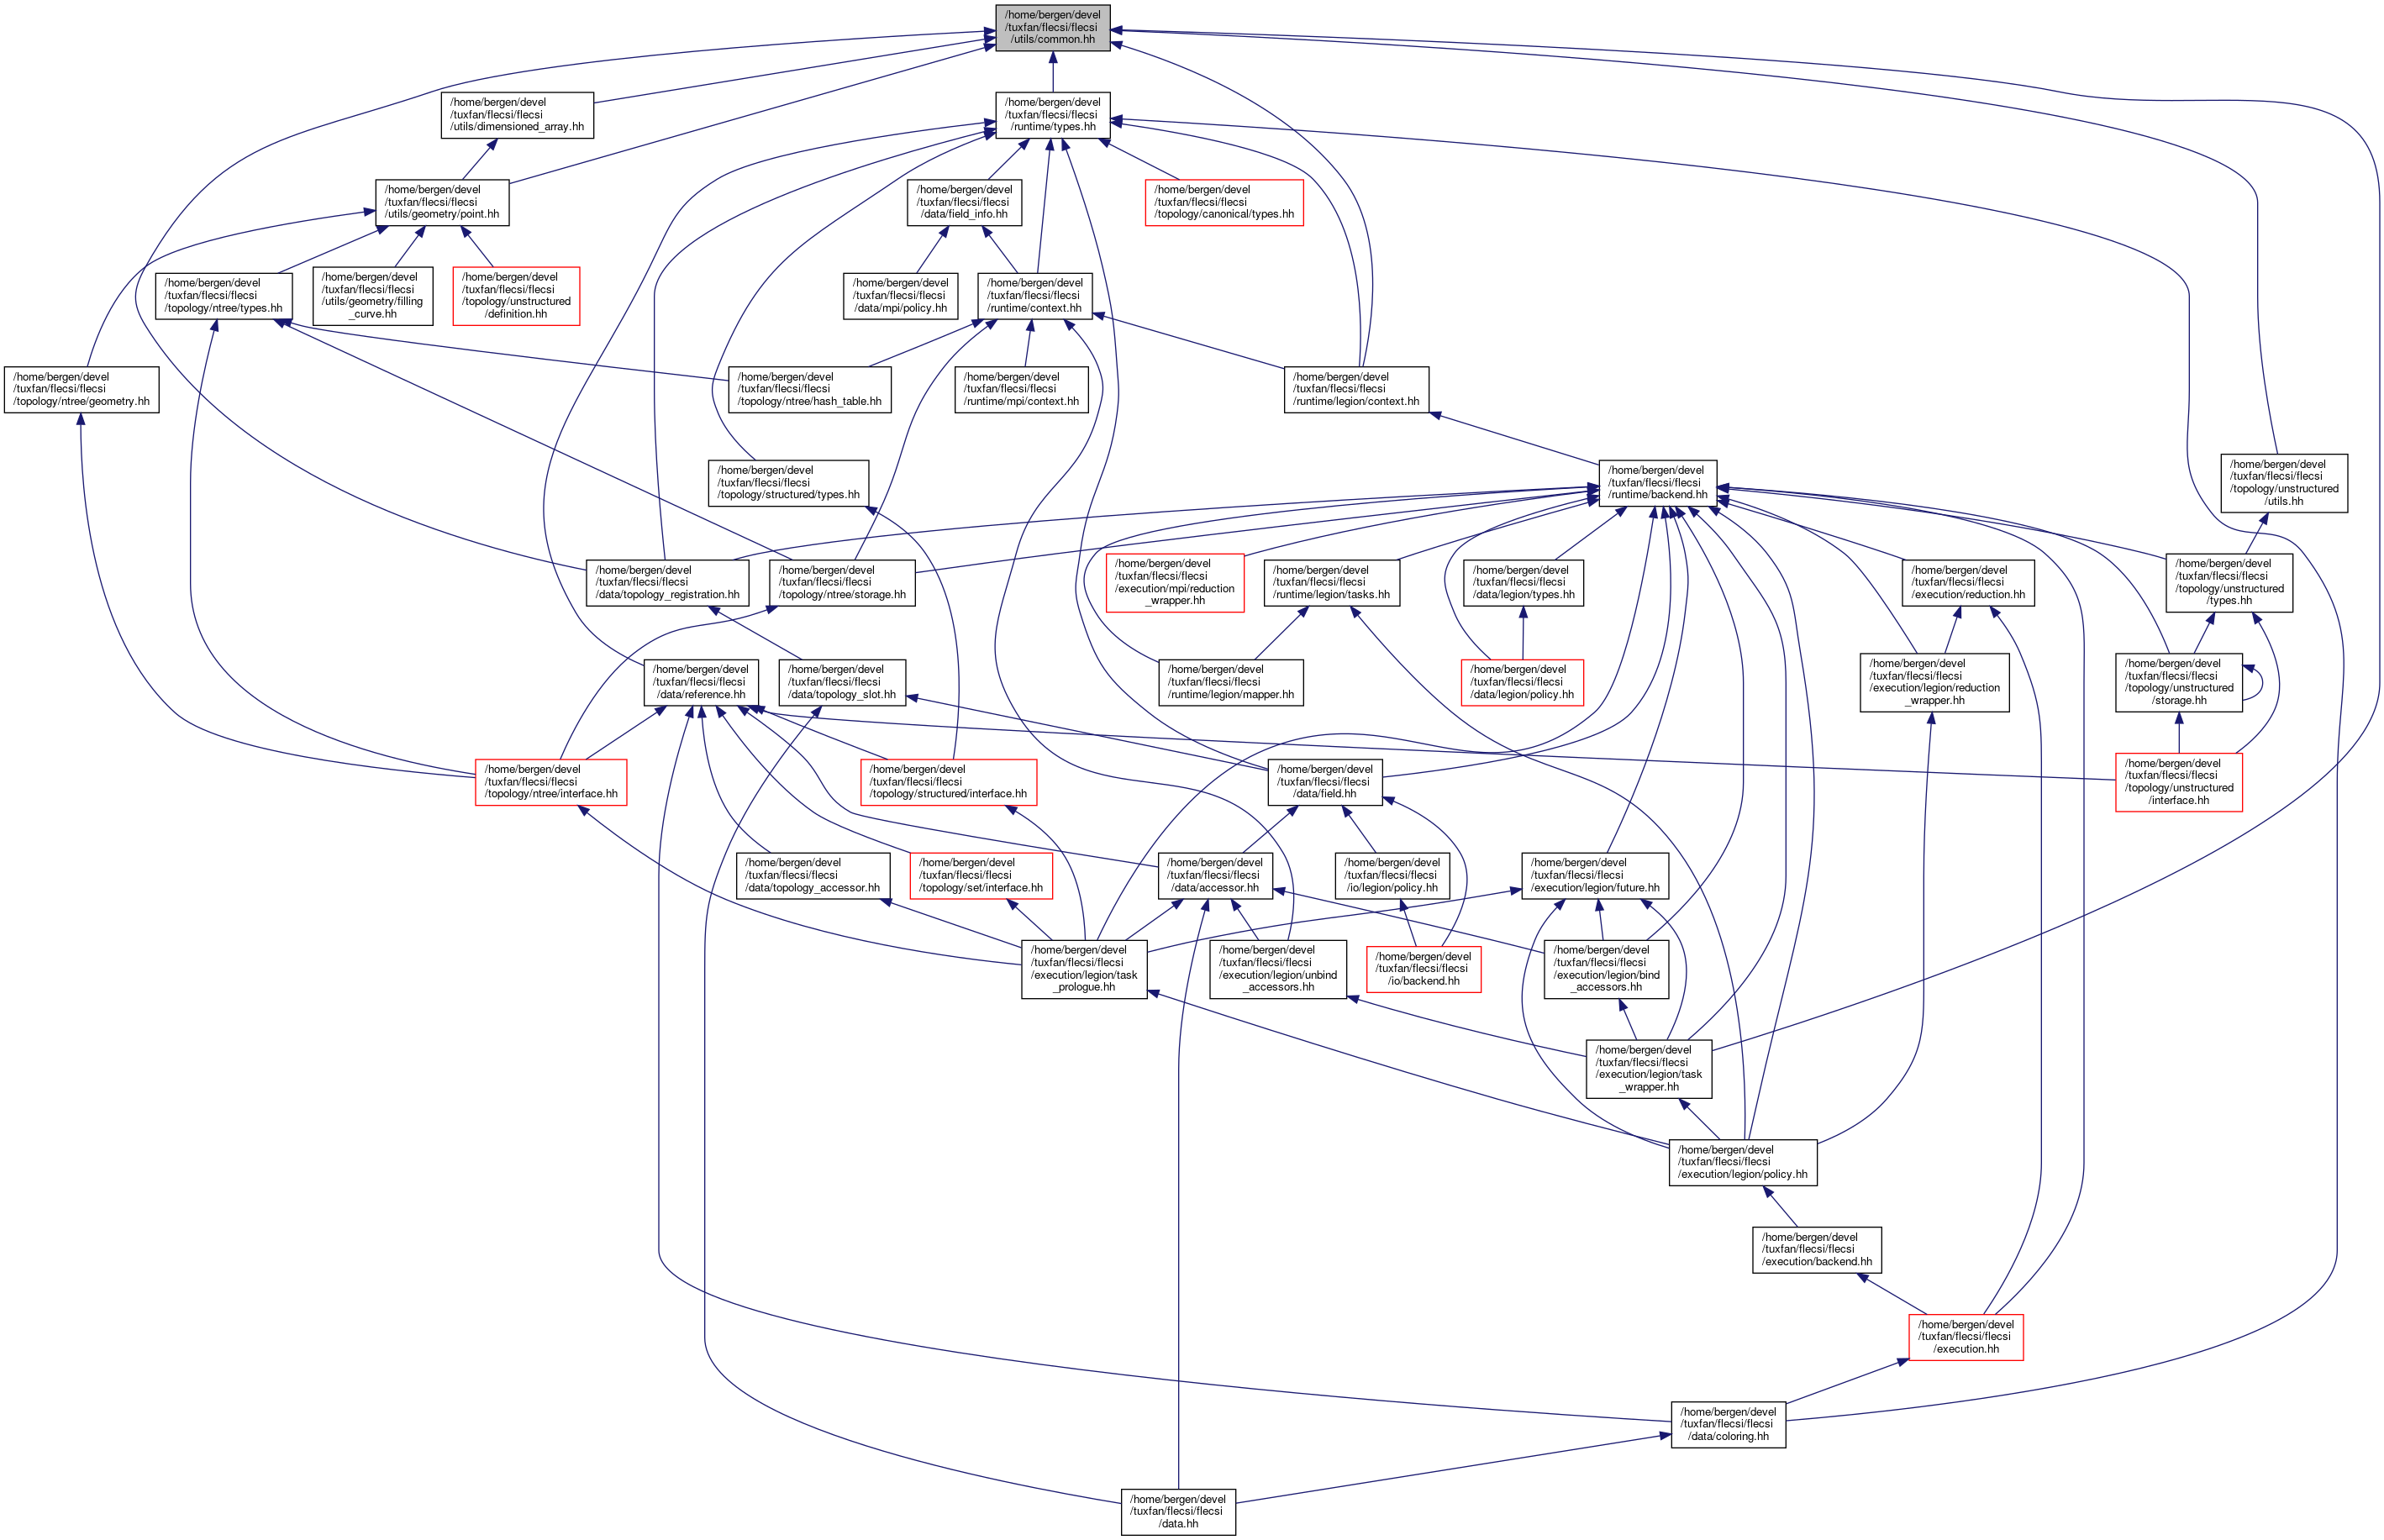 /home/bergen/devel
/tuxfan/flecsi/flecsi
/utils/common.hh
/home/bergen/devel
/tuxfan/flecsi/flecsi
/utils/dimensioned_array.hh
/home/bergen/devel
/tuxfan/flecsi/flecsi
/runtime/types.hh
/home/bergen/devel
/tuxfan/flecsi/flecsi
/utils/geometry/point.hh
/home/bergen/devel
/tuxfan/flecsi/flecsi
/data/field_info.hh
/home/bergen/devel
/tuxfan/flecsi/flecsi
/topology/canonical/types.hh
/home/bergen/devel
/tuxfan/flecsi/flecsi
/topology/ntree/types.hh
/home/bergen/devel
/tuxfan/flecsi/flecsi
/utils/geometry/filling
_curve.hh
/home/bergen/devel
/tuxfan/flecsi/flecsi
/topology/unstructured
/definition.hh
/home/bergen/devel
/tuxfan/flecsi/flecsi
/data/mpi/policy.hh
/home/bergen/devel
/tuxfan/flecsi/flecsi
/runtime/context.hh
/home/bergen/devel
/tuxfan/flecsi/flecsi
/topology/ntree/geometry.hh
/home/bergen/devel
/tuxfan/flecsi/flecsi
/topology/ntree/hash_table.hh
/home/bergen/devel
/tuxfan/flecsi/flecsi
/runtime/mpi/context.hh
/home/bergen/devel
/tuxfan/flecsi/flecsi
/runtime/legion/context.hh
/home/bergen/devel
/tuxfan/flecsi/flecsi
/topology/structured/types.hh
/home/bergen/devel
/tuxfan/flecsi/flecsi
/runtime/backend.hh
/home/bergen/devel
/tuxfan/flecsi/flecsi
/topology/unstructured
/utils.hh
/home/bergen/devel
/tuxfan/flecsi/flecsi
/data/topology_registration.hh
/home/bergen/devel
/tuxfan/flecsi/flecsi
/topology/ntree/storage.hh
/home/bergen/devel
/tuxfan/flecsi/flecsi
/execution/mpi/reduction
_wrapper.hh
/home/bergen/devel
/tuxfan/flecsi/flecsi
/runtime/legion/tasks.hh
/home/bergen/devel
/tuxfan/flecsi/flecsi
/data/legion/types.hh
/home/bergen/devel
/tuxfan/flecsi/flecsi
/execution/reduction.hh
/home/bergen/devel
/tuxfan/flecsi/flecsi
/topology/unstructured
/types.hh
/home/bergen/devel
/tuxfan/flecsi/flecsi
/data/reference.hh
/home/bergen/devel
/tuxfan/flecsi/flecsi
/data/topology_slot.hh
/home/bergen/devel
/tuxfan/flecsi/flecsi
/runtime/legion/mapper.hh
/home/bergen/devel
/tuxfan/flecsi/flecsi
/data/legion/policy.hh
/home/bergen/devel
/tuxfan/flecsi/flecsi
/execution/legion/reduction
_wrapper.hh
/home/bergen/devel
/tuxfan/flecsi/flecsi
/topology/unstructured
/storage.hh
/home/bergen/devel
/tuxfan/flecsi/flecsi
/topology/ntree/interface.hh
/home/bergen/devel
/tuxfan/flecsi/flecsi
/topology/structured/interface.hh
/home/bergen/devel
/tuxfan/flecsi/flecsi
/data/field.hh
/home/bergen/devel
/tuxfan/flecsi/flecsi
/topology/unstructured
/interface.hh
/home/bergen/devel
/tuxfan/flecsi/flecsi
/data/topology_accessor.hh
/home/bergen/devel
/tuxfan/flecsi/flecsi
/topology/set/interface.hh
/home/bergen/devel
/tuxfan/flecsi/flecsi
/data/accessor.hh
/home/bergen/devel
/tuxfan/flecsi/flecsi
/io/legion/policy.hh
/home/bergen/devel
/tuxfan/flecsi/flecsi
/execution/legion/future.hh
/home/bergen/devel
/tuxfan/flecsi/flecsi
/execution/legion/task
_prologue.hh
/home/bergen/devel
/tuxfan/flecsi/flecsi
/execution/legion/unbind
_accessors.hh
/home/bergen/devel
/tuxfan/flecsi/flecsi
/io/backend.hh
/home/bergen/devel
/tuxfan/flecsi/flecsi
/execution/legion/bind
_accessors.hh
/home/bergen/devel
/tuxfan/flecsi/flecsi
/execution/legion/task
_wrapper.hh
/home/bergen/devel
/tuxfan/flecsi/flecsi
/execution/legion/policy.hh
/home/bergen/devel
/tuxfan/flecsi/flecsi
/execution/backend.hh
/home/bergen/devel
/tuxfan/flecsi/flecsi
/execution.hh
/home/bergen/devel
/tuxfan/flecsi/flecsi
/data/coloring.hh
/home/bergen/devel
/tuxfan/flecsi/flecsi
/data.hh